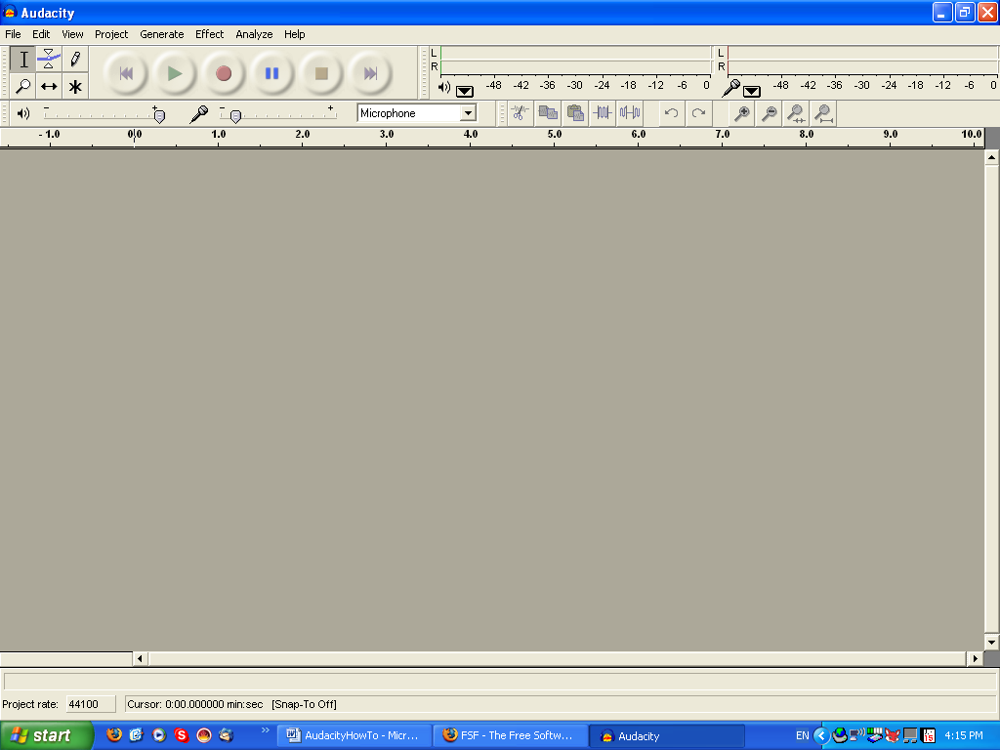 Audacity
File Edit View Project Generate Effect Analyze Help
L
R
-48 -42 -36 -30 -24 -18 -12 -6 0
L
R
-48 -42 -36 -30 -24 -18 -12 -6 0
- + - + Microphone
- 1.0 0.0 1.0 2.0 3.0 4.0 5.0 6.0 7.0 8.0 9.0 10.0
Project rate: 44100 Cursor: 0:00.000000 min:sec [Snap-To Off]
start AudacityHowTo - Micr... FSF - The Free Softw... Audacity EN 4:15 PM